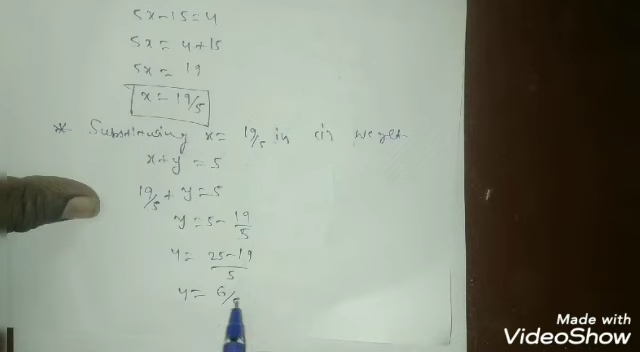 5x-15=4
5x= 4+15
5x= 19
x=19/5
* Substituting x= 19/5 in (i) we get
x+y =5
19/5 + y =5
y =5- 19/5
y = 25-19/5
y= 6/
Made with
VideoShow